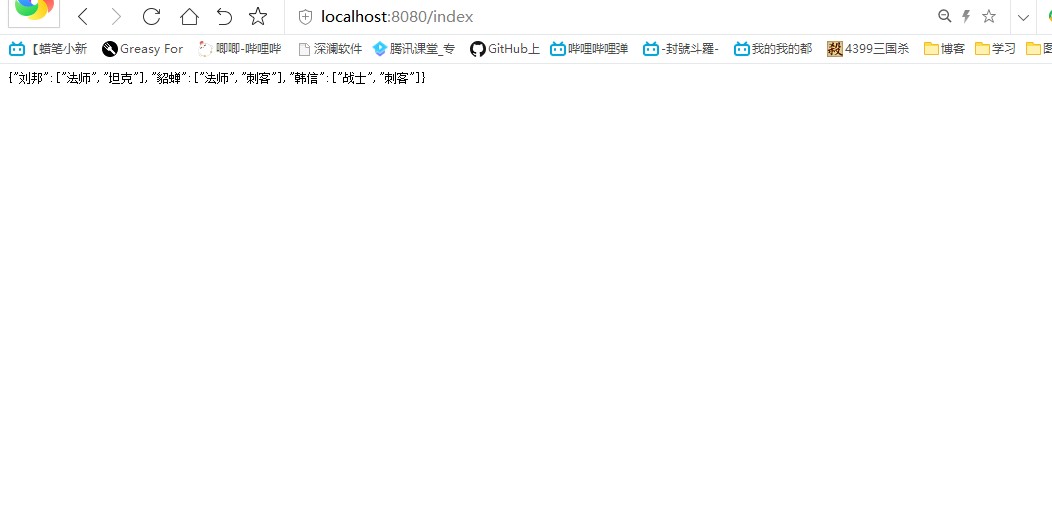 localhost:8080/index
【蜡笔小新 Greasy For 唧唧-哔哩哔 深澜软件 腾讯课堂_专 GitHub上 哔哩哔哩弹 -封號斗羅- 我的我的都 4399三国杀 博客 学习
{"刘邦":["法师","坦克"],"貂蝉":["法师","刺客"],"韩信":["战士","刺客"]}